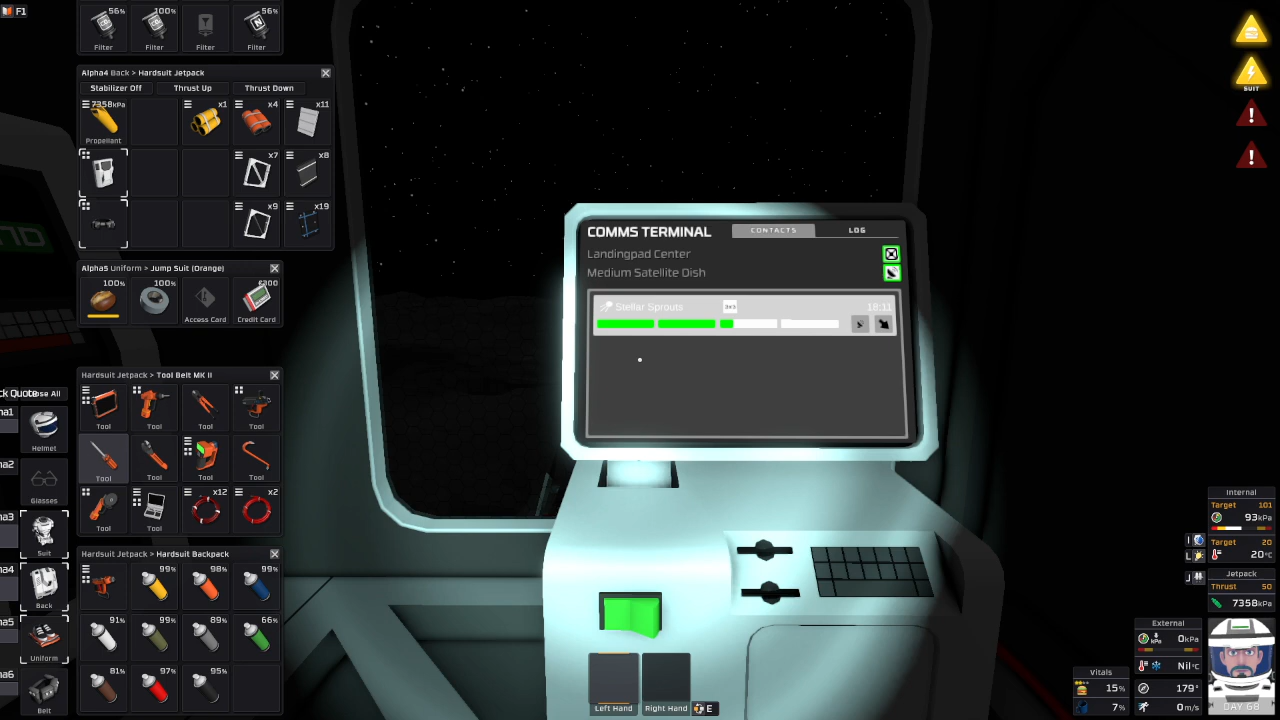 F1
56%
100%
56%
Filter
Filter
Filter
Filter
Alpha4 Back > Hardsuit Jetpack
Stabilizer Off
Thrust Up
Thrust Down
7358kPa
x1
x4
x11
Propellant
x7
x8
x9
x19
Alpha5 Uniform > Jump Suit (Orange)
100%
100%
Access Card
Credit Card
Hardsuit Jetpack > Tool Belt MK II
Tool
Tool
Tool
Tool
Tool
Tool
Tool
Tool
x12
x2
Tool
Tool
Hardsuit Jetpack > Hardsuit Backpack
99%
98%
99%
91%
99%
99%
66%
81%
97%
95%
Helmet
Glasses
Suit
Back
Uniform
Belt
COMMS TERMINAL
CONTACTS
LOG
Landingpad Center
Medium Satellite Dish
Stellar Sprouts
3x3
18:11
Left Hand
Right Hand
E
SUIT
Internal
Target 101
93kPa
Target 20
20°C
Jetpack
Thrust 50
7358kPa
External
0kPa
Nil°C
179°
0m/s
Vitals
15%
7%
DAY 68